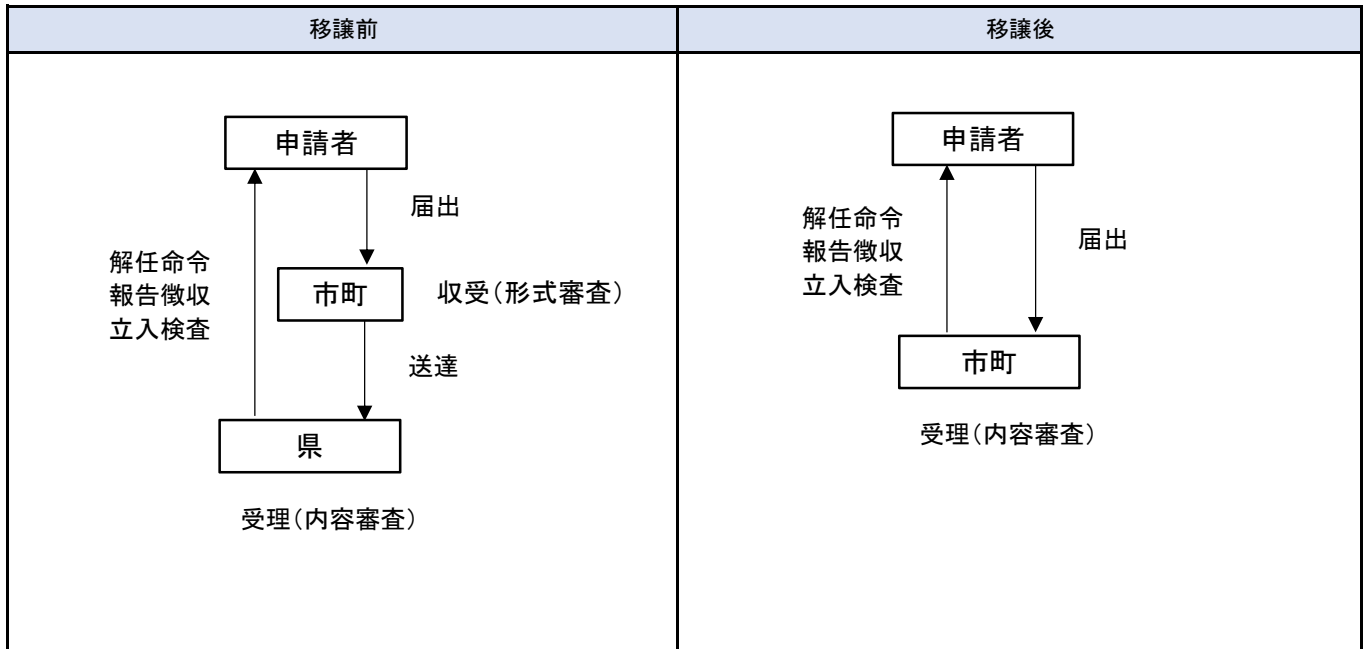 移譲前
移譲後
申請者
届出
解任命令
報告徴収
立入検査
市町
収受(形式審査)
送達
県
受理(内容審査)
申請者
解任命令
報告徴収
立入検査
届出
市町
受理(内容審査)